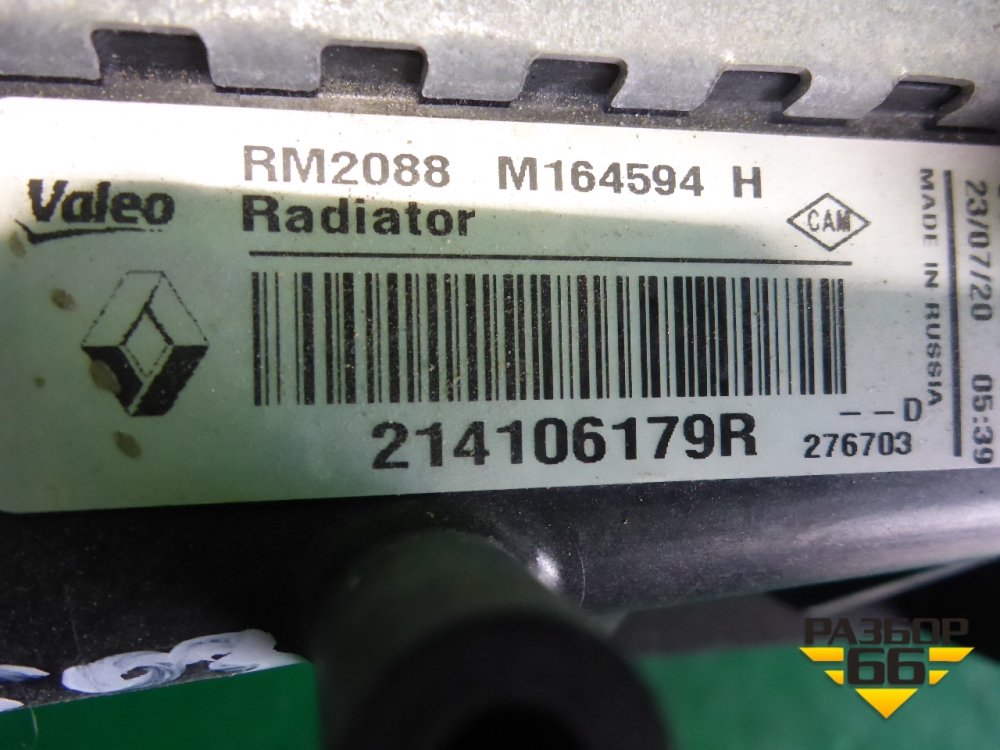 RM2088 M164594 H
Valeo
Radiator
CAM
214106179R
--D
276703
MADE IN RUSSIA
23/07/20 05:39
РАЗБОР
66